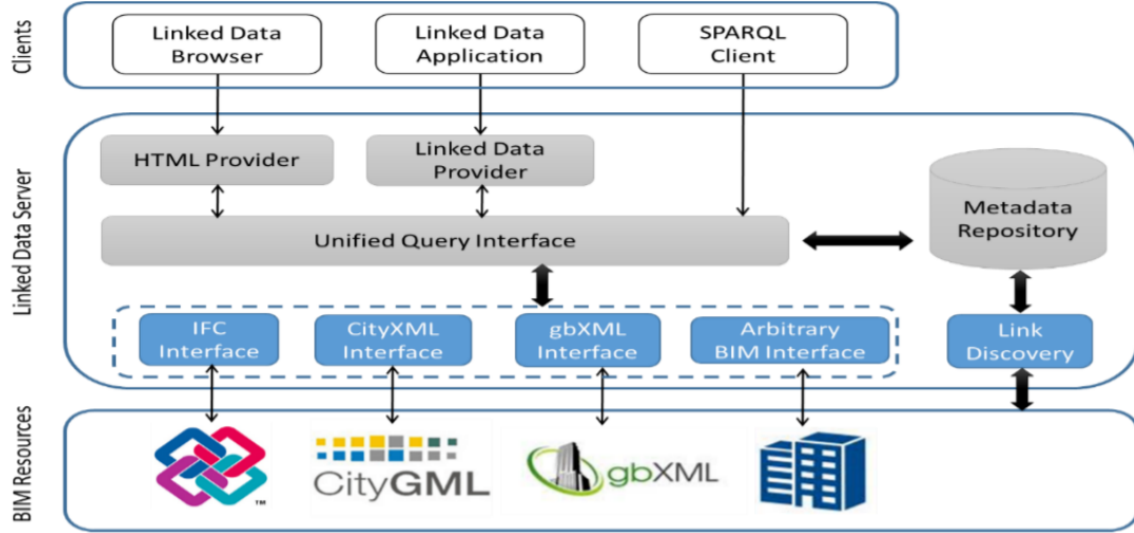 Clients
Linked Data
Browser
Linked Data
Application
SPARQL
Client
Linked Data Server
HTML Provider
Linked Data
Provider
Unified Query Interface
Metadata
Repository
IFC
Interface
CityXML
Interface
gbXML
Interface
Arbitrary
BIM Interface
Link
Discovery
BIM Resources
TM
CityGML
gbXML